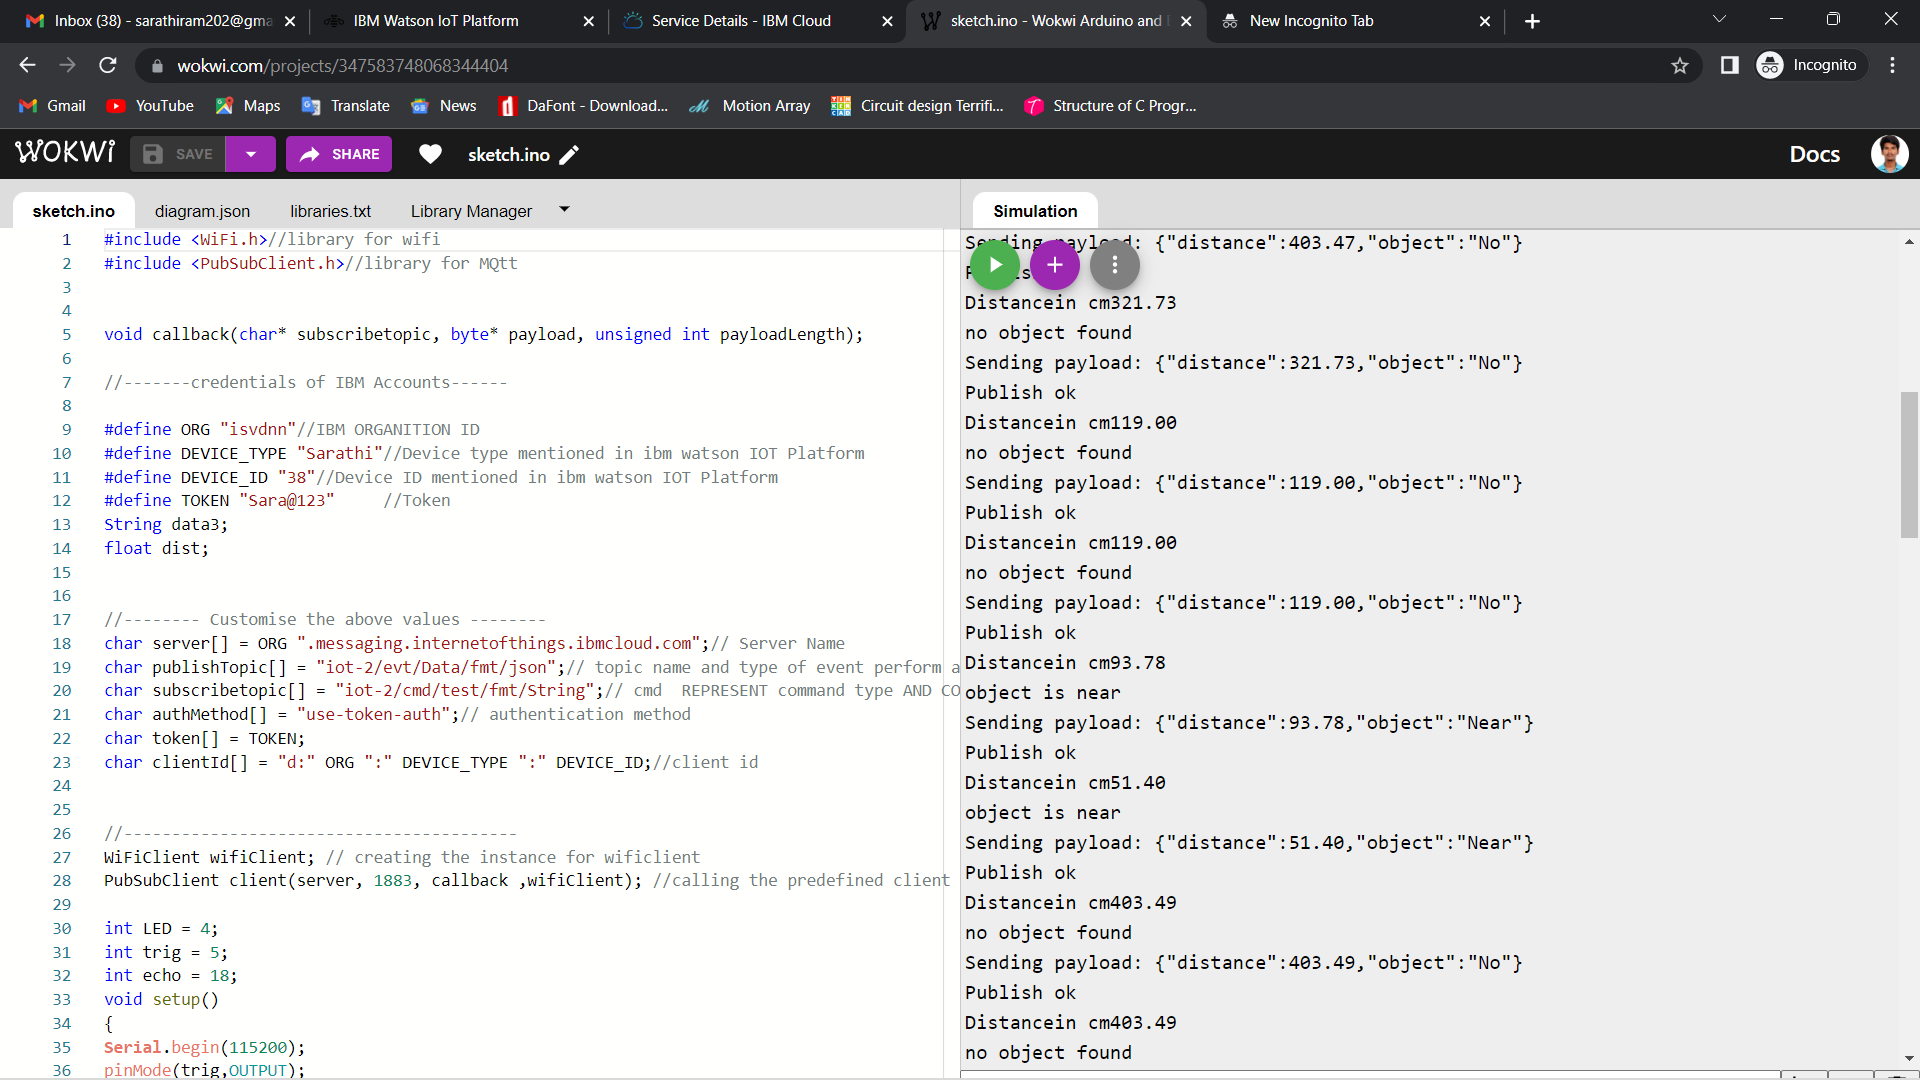 Inbox (38) - sarathiram202@gma
IBM Watson IoT Platform
Service Details - IBM Cloud
sketch.ino - Wokwi Arduino and
New Incognito Tab
wokwi.com/projects/347583748068344404
Incognito
Gmail
YouTube
Maps
Translate
News
DaFont - Download...
Motion Array
Circuit design Terrifi...
Structure of C Progr...
WOKWi
SAVE
SHARE
sketch.ino
Docs
sketch.ino
diagram.json
libraries.txt
Library Manager
1 #include <WiFi.h>//library for wifi
2 #include <PubSubClient.h>//library for MQtt
3
4
5 void callback(char* subscribetopic, byte* payload, unsigned int payloadLength);
6
7 //-------credentials of IBM Accounts------
8
9 #define ORG "isvdnn"//IBM ORGANITION ID
10 #define DEVICE_TYPE "Sarathi"//Device type mentioned in ibm watson IOT Platform
11 #define DEVICE_ID "38"//Device ID mentioned in ibm watson IOT Platform
12 #define TOKEN "Sara@123"     //Token
13 String data3;
14 float dist;
15
16
17 //-------- Customise the above values --------
18 char server[] = ORG ".messaging.internetofthings.ibmcloud.com";// Server Name
19 char publishTopic[] = "iot-2/evt/Data/fmt/json";// topic name and type of event perform a
20 char subscribetopic[] = "iot-2/cmd/test/fmt/String";// cmd  REPRESENT command type AND CO
21 char authMethod[] = "use-token-auth";// authentication method
22 char token[] = TOKEN;
23 char clientId[] = "d:" ORG ":" DEVICE_TYPE ":" DEVICE_ID;//client id
24
25
26 //-----------------------------------------
27 WiFiClient wifiClient; // creating the instance for wificlient
28 PubSubClient client(server, 1883, callback ,wifiClient); //calling the predefined client
29
30 int LED = 4;
31 int trig = 5;
32 int echo = 18;
33 void setup()
34 {
35 Serial.begin(115200);
36 pinMode(trig,OUTPUT);
Simulation
Sending payload: {"distance":403.47,"object":"No"}
Distancein cm321.73
no object found
Sending payload: {"distance":321.73,"object":"No"}
Publish ok
Distancein cm119.00
no object found
Sending payload: {"distance":119.00,"object":"No"}
Publish ok
Distancein cm119.00
no object found
Sending payload: {"distance":119.00,"object":"No"}
Publish ok
Distancein cm93.78
object is near
Sending payload: {"distance":93.78,"object":"Near"}
Publish ok
Distancein cm51.40
object is near
Sending payload: {"distance":51.40,"object":"Near"}
Publish ok
Distancein cm403.49
no object found
Sending payload: {"distance":403.49,"object":"No"}
Publish ok
Distancein cm403.49
no object found